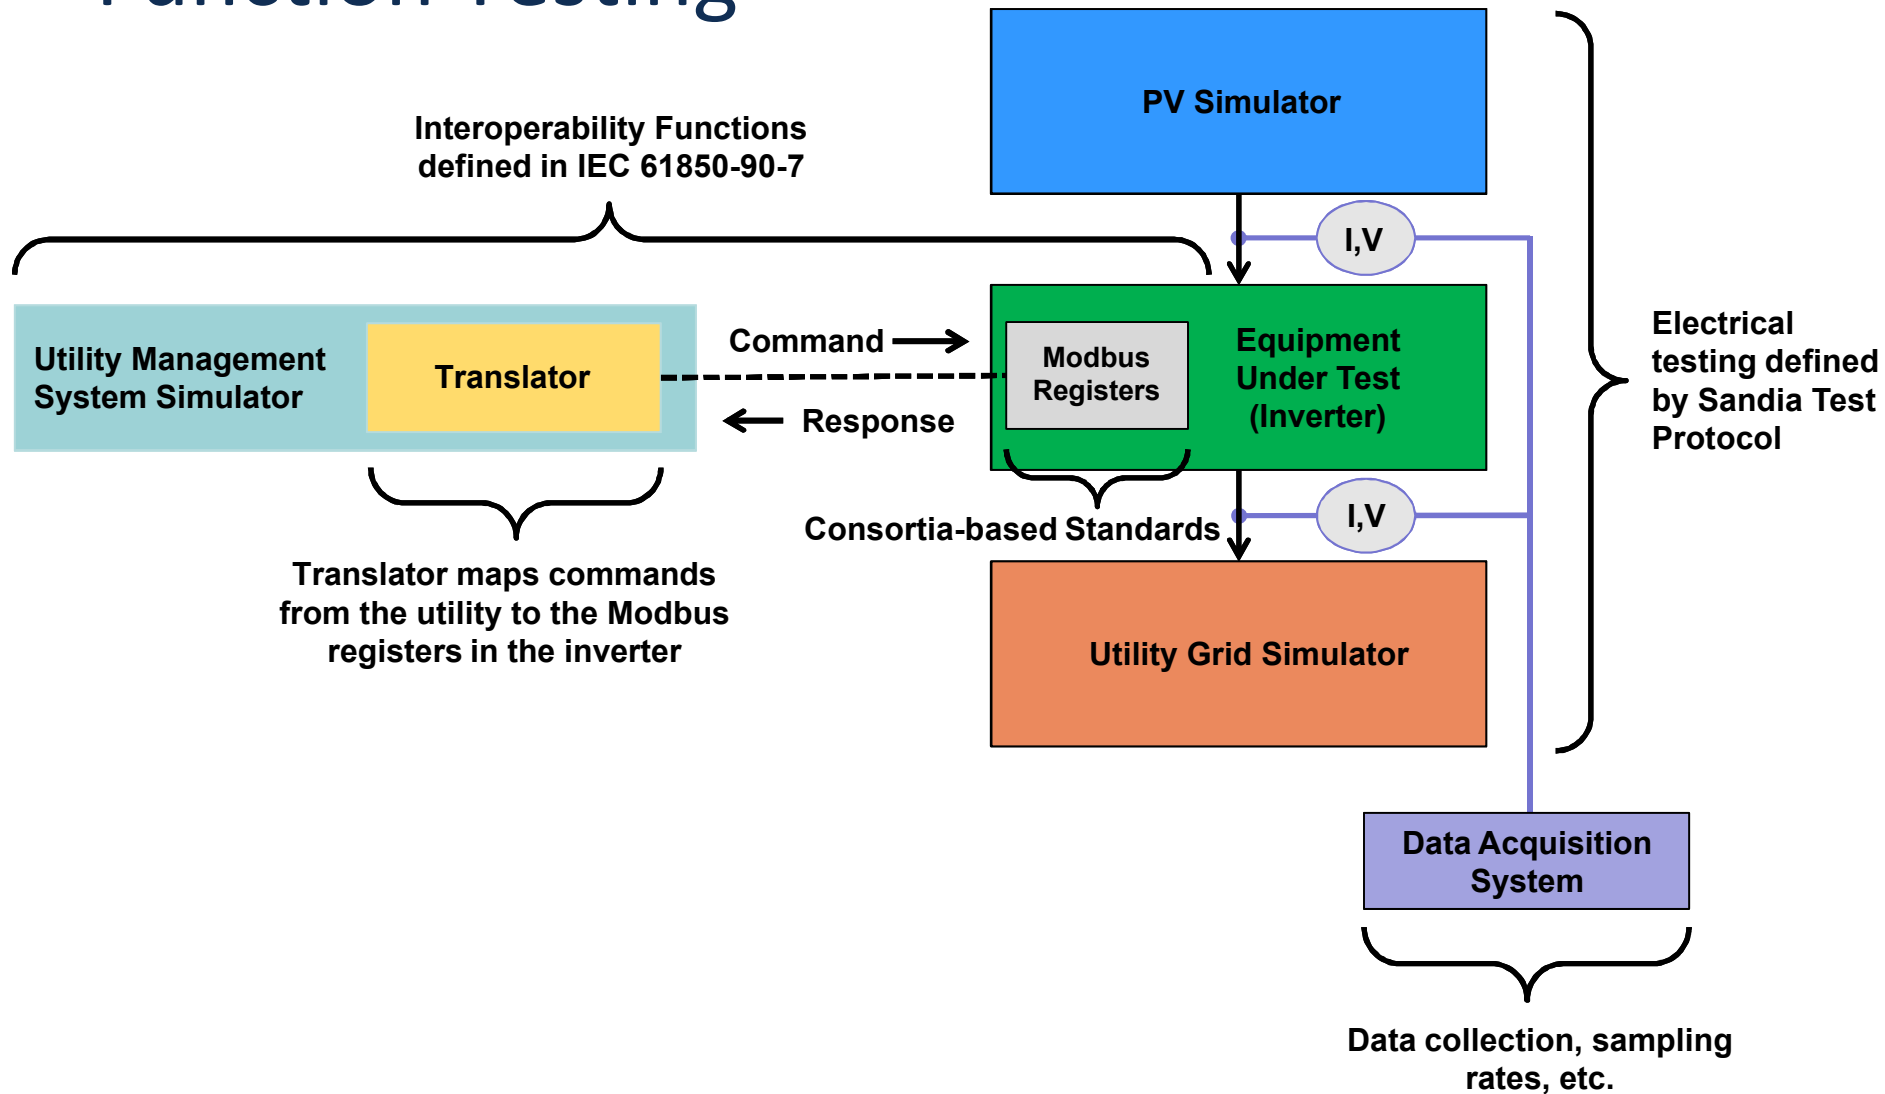 Function Testing
PV Simulator
Interoperability Functions
defined in IEC 61850-90-7
I,V
Utility Management
System Simulator
Translator
Command
Response
Modbus
Registers
Equipment
Under Test
(Inverter)
Electrical
testing defined
by Sandia Test
Protocol
Consortia-based Standards
I,V
Translator maps commands
from the utility to the Modbus
registers in the inverter
Utility Grid Simulator
Data Acquisition
System
Data collection, sampling
rates, etc.